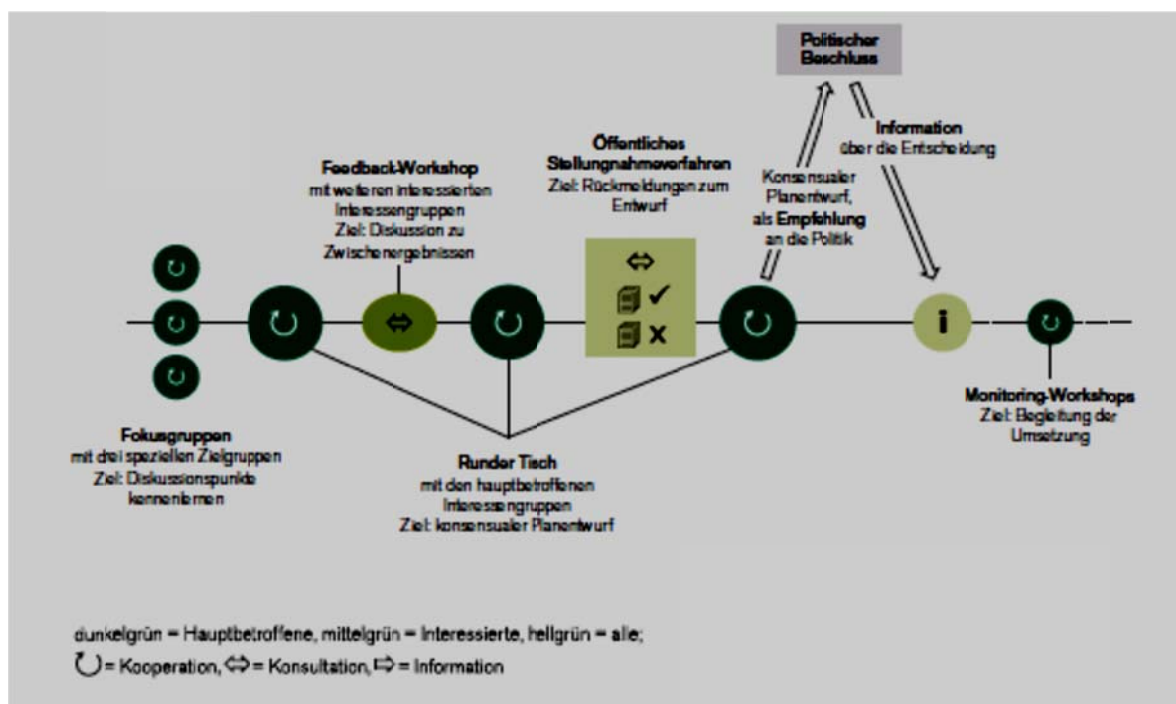 Politischer
Beschluss
Information
über die Entscheidung
Öffentliches
Stellungnahmeverfahren
Ziel: Rückmeldungen zum
Entwurf
Feedback-Workshop
mit weiteren interessierten
Interessengruppen
Ziel: Diskussion zu
Zwischenergebnissen
Konsensualer
Planentwurf,
als Empfehlung
an die Politik
i
Monitoring-Workshops
Ziel: Begleitung der
Umsetzung
Fokusgruppen
mit drei speziellen Zielgruppen
Ziel: Diskussionspunkte
kennenlernen
Runder Tisch
mit den hauptbetroffenen
Interessengruppen
Ziel: konsensualer Planentwurf
dunkelgrün = Hauptbetroffene, mittelgrün = Interessierte, hellgrün = alle;
↻ = Kooperation, ⇔ = Konsultation, ⇨ = Information